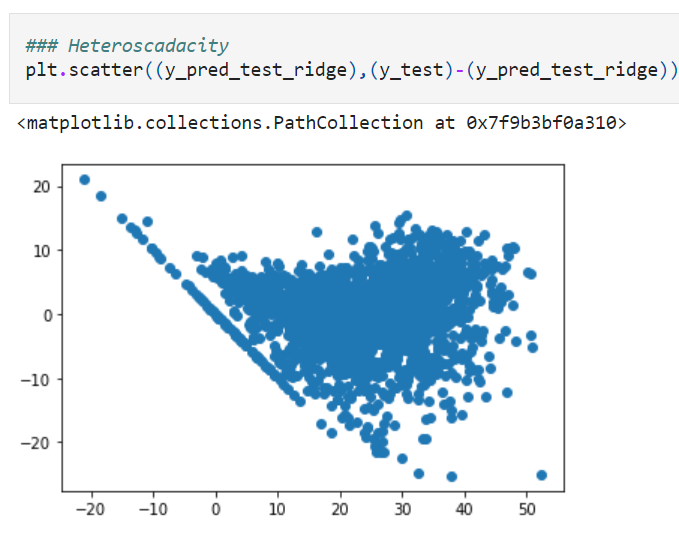 ### Heteroscadacity
plt.scatter((y_pred_test_ridge),(y_test)-(y_pred_test_ridge))
<matplotlib.collections.PathCollection at 0x7f9b3bf0a310>
20
10
0
−10
−20
−20 −10 0 10 20 30 40 50